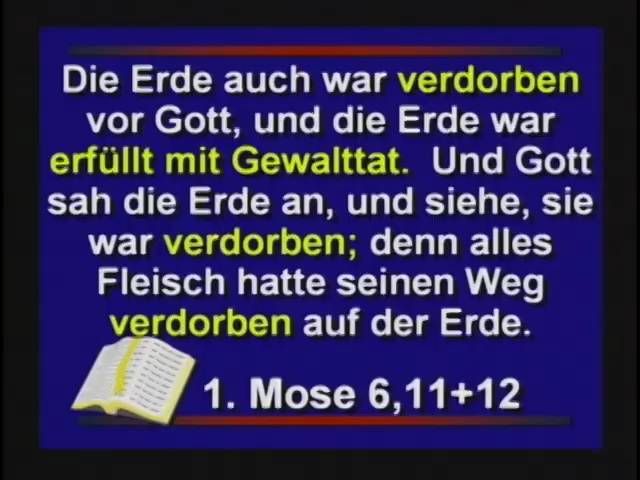 Die Erde auch war verdorben
vor Gott, und die Erde war
erfüllt mit Gewalttat. Und Gott
sah die Erde an, und siehe, sie
war verdorben; denn alles
Fleisch hatte seinen Weg
verdorben auf der Erde.
1. Mose 6,11+12